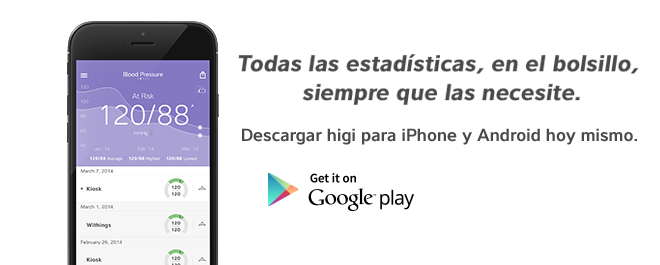 Blood Pressure
At Risk
120/88
mmHg
Jan '14 Feb '14 Mar '14
120/88 Average 120/88 Highest 120/88 Lowest
March 7, 2014
Kiosk
120
120
March 1, 2014
Withings
120
120
February 26, 2014
Kiosk
120
Todas las estadísticas, en el bolsillo,
siempre que las necesite.
Descargar higi para iPhone y Android hoy mismo.
Get it on
Google play